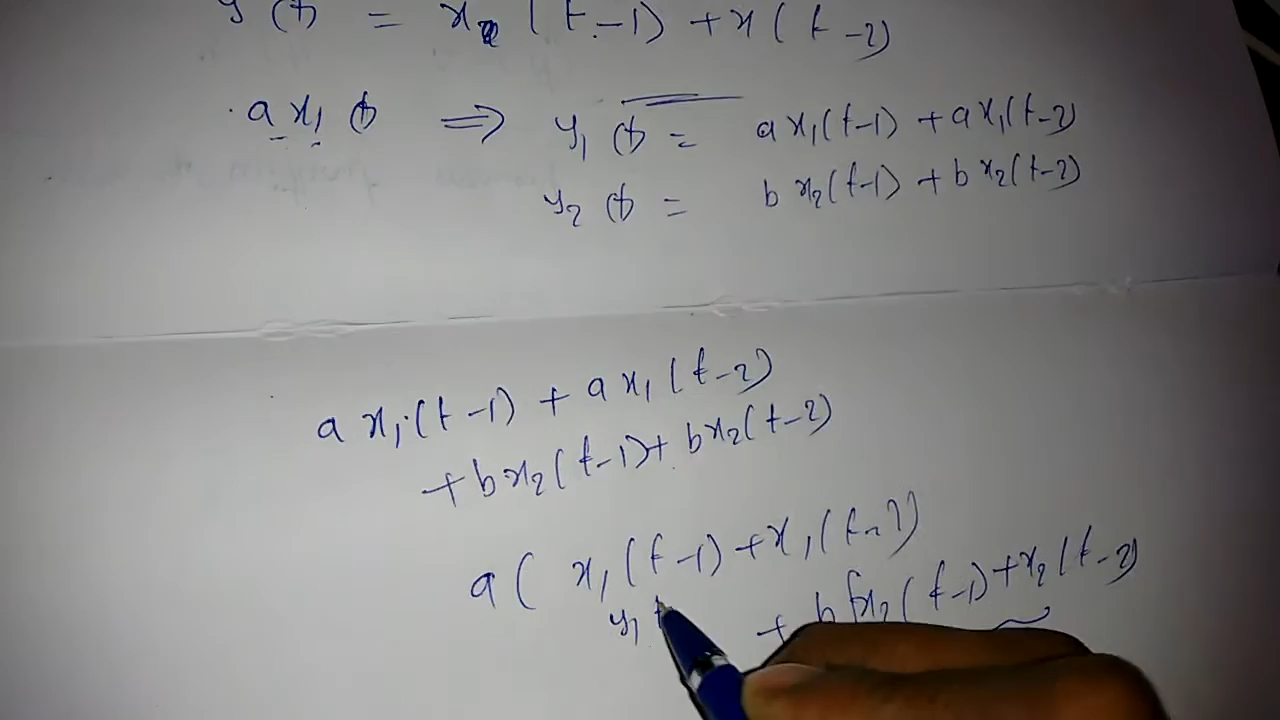 y(t) = x(t-1) + x(t-2)
a x₁(t) ⟹ y₁(t) = a x₁(t-1) + a x₁(t-2)
y₂(t) = b x₂(t-1) + b x₂(t-2)
a x₁(t-1) + a x₁(t-2)
+ b x₂(t-1) + b x₂(t-2)
a( x₁(t-1) + x₁(t-2)
+ b[x₂(t-1) + x₂(t-2)
y₁